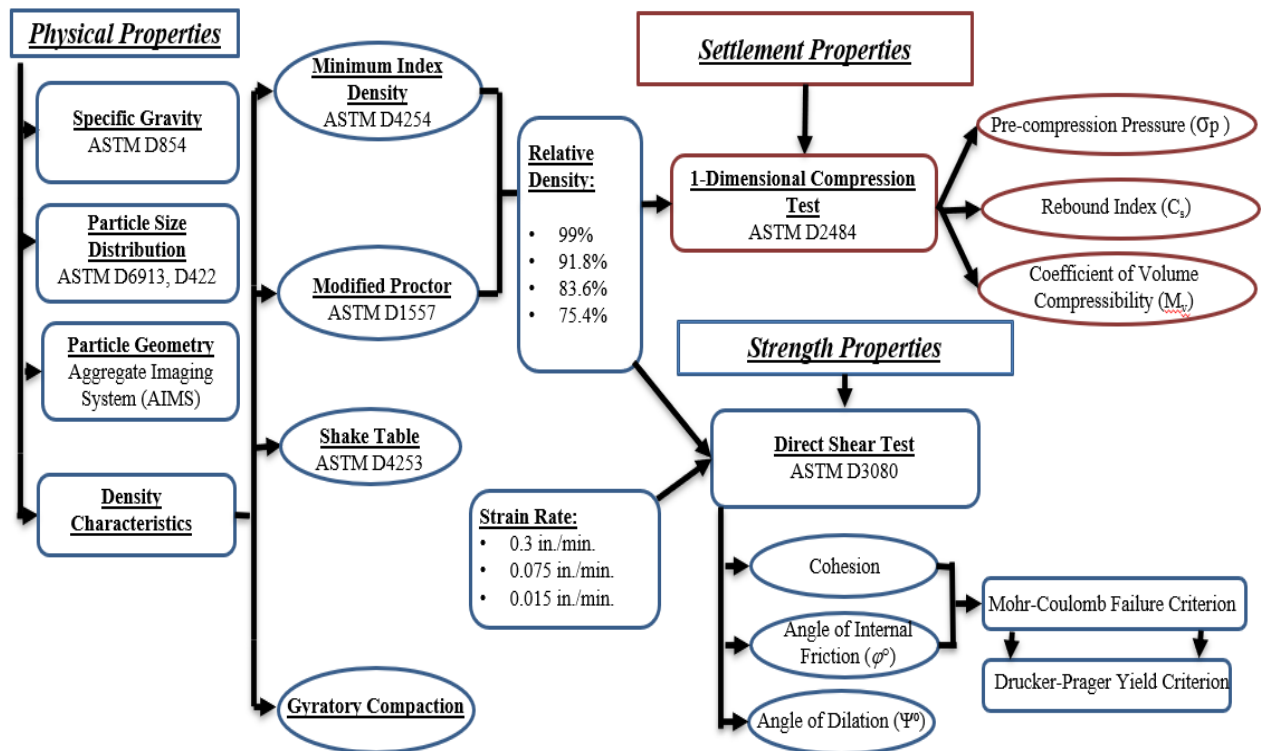 Physical Properties
Specific Gravity
ASTM D854
Particle Size
Distribution
ASTM D6913, D422
Particle Geometry
Aggregate Imaging
System (AIMS)
Density
Characteristics
Minimum Index
Density
ASTM D4254
Modified Proctor
ASTM D1557
Shake Table
ASTM D4253
Gyratory Compaction
Relative
Density:
• 99%
• 91.8%
• 83.6%
• 75.4%
Strain Rate:
• 0.3 in./min.
• 0.075 in./min.
• 0.015 in./min.
Settlement Properties
1-Dimensional Compression
Test
ASTM D2484
Pre-compression Pressure (σp )
Rebound Index (Cs)
Coefficient of Volume
Compressibility (Mv)
Strength Properties
Direct Shear Test
ASTM D3080
Cohesion
Angle of Internal
Friction (φ°)
Angle of Dilation (Ψ°)
Mohr-Coulomb Failure Criterion
Drucker-Prager Yield Criterion